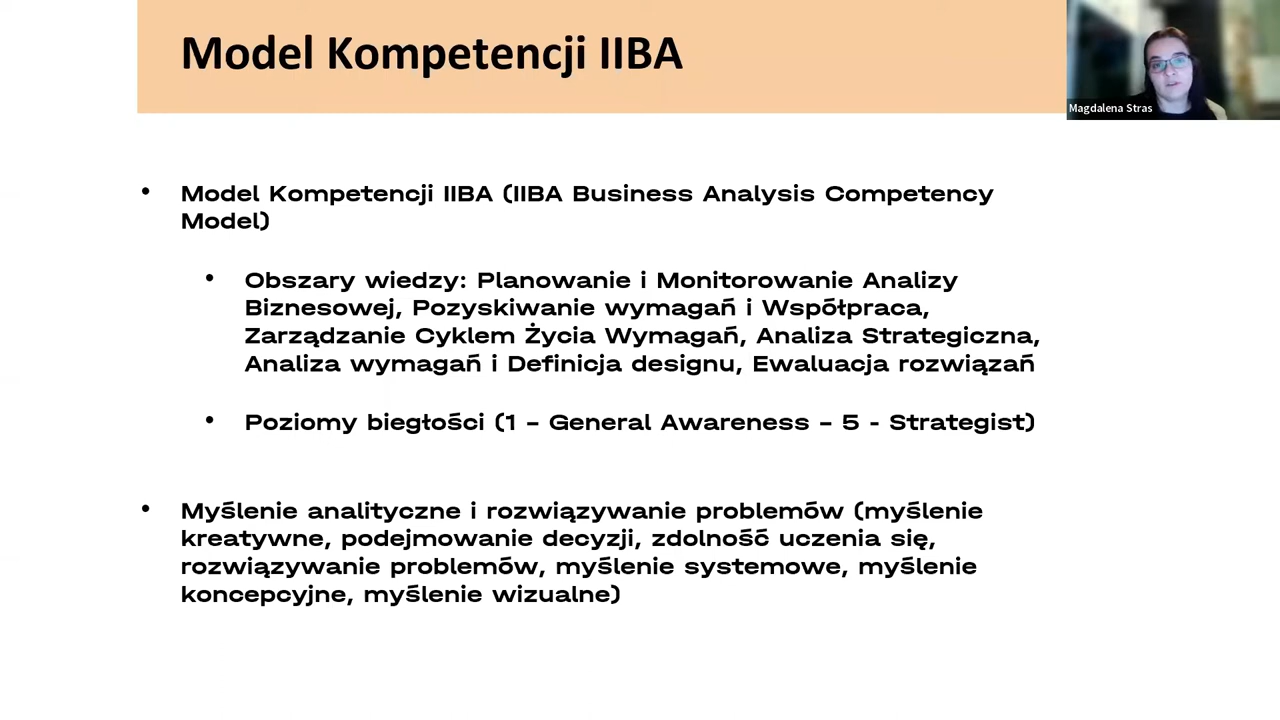 Model Kompetencji IIBA
Magdalena Stras
• Model Kompetencji IIBA (IIBA Business Analysis Competency
Model)
• Obszary wiedzy: Planowanie i Monitorowanie Analizy
Biznesowej, Pozyskiwanie wymagań i Współpraca,
Zarządzanie Cyklem Życia Wymagań, Analiza Strategiczna,
Analiza wymagań i Definicja designu, Ewaluacja rozwiązań
• Poziomy biegłości (1 – General Awareness – 5 - Strategist)
• Myślenie analityczne i rozwiązywanie problemów (myślenie
kreatywne, podejmowanie decyzji, zdolność uczenia się,
rozwiązywanie problemów, myślenie systemowe, myślenie
koncepcyjne, myślenie wizualne)